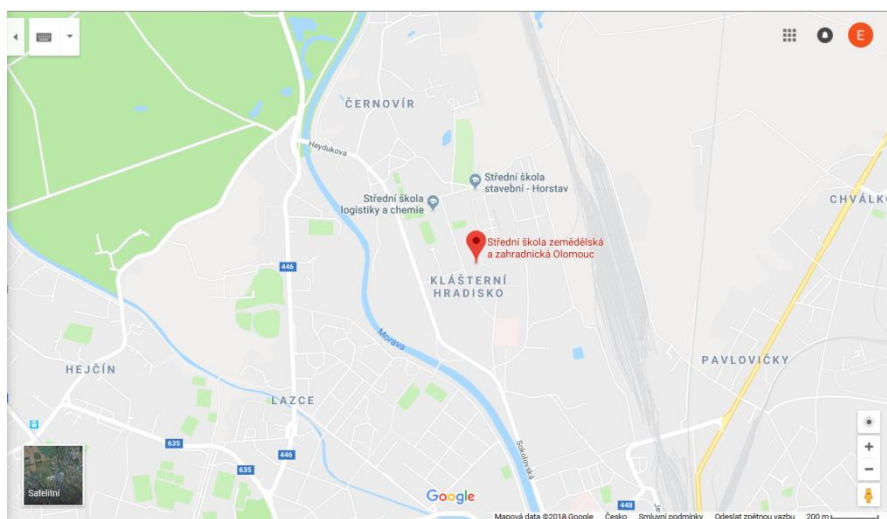 E
ČERNOVÍR
Heydukova
Střední škola
stavební - Horstav
Střední škola
logistiky a chemie
CHVÁLKO
Střední škola zemědělská
a zahradnická Olomouc
446
KLÁŠTERNÍ
HRADISKO
Morava
PAVLOVIČKY
HEJČÍN
LAZCE
635
446
635
Sokolovská
Satelitní
Google
448
Je
Mapová data ©2018 Google Česko Smluvní podmínky Odeslat zpětnou vazbu 200 m